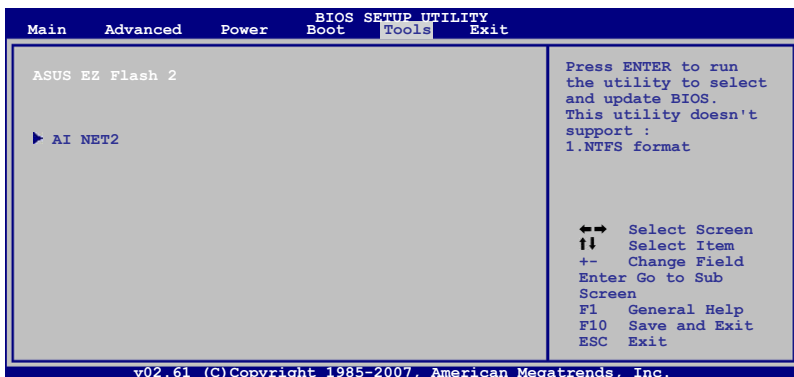 BIOS SETUP UTILITY
Main Advanced Power Boot Tools Exit
ASUS EZ Flash 2
AI NET2
Press ENTER to run
the utility to select
and update BIOS.
This utility doesn't
support :
1.NTFS format
←→ Select Screen
↑↓ Select Item
+- Change Field
Enter Go to Sub
Screen
F1 General Help
F10 Save and Exit
ESC Exit
v02.61 (C)Copyright 1985-2007, American Megatrends, Inc.